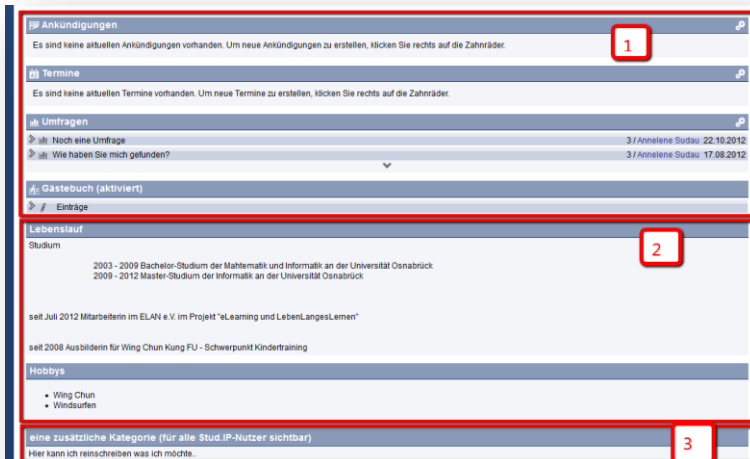 Ankündigungen
1
Es sind keine aktuellen Ankündigungen vorhanden. Um neue Ankündigungen zu erstellen, klicken Sie rechts auf die Zahnräder.
Termine
Es sind keine aktuellen Termine vorhanden. Um neue Termine zu erstellen, klicken Sie rechts auf die Zahnräder.
Umfragen
Noch eine Umfrage 3 / Annelene Sudau 22.10.2012
Wie haben Sie mich gefunden? 3 / Annelene Sudau 17.08.2012
Gästebuch (aktiviert)
Einträge
Lebenslauf
2
Studium
2003 - 2009 Bachelor-Studium der Mahtematik und Informatik an der Universität Osnabrück
2009 - 2012 Master-Studium der Informatik an der Universität Osnabrück
seit Juli 2012 Mitarbeiterin im ELAN e.V. im Projekt "eLearning und LebenLangesLernen"
seit 2008 Ausbilderin für Wing Chun Kung FU - Schwerpunkt Kindertraining
Hobbys
Wing Chun
Windsurfen
eine zusätzliche Kategorie (für alle Stud.IP-Nutzer sichtbar)
3
Hier kann ich reinschreiben was ich möchte..